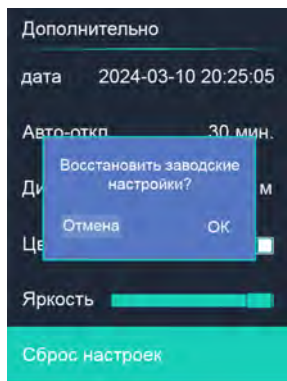 Дополнительно
дата 2024-03-10 20:25:05
Авто-откл 30 мин.
Восстановить заводские
настройки?
м
Отмена OK
Яркость
Сброс настроек